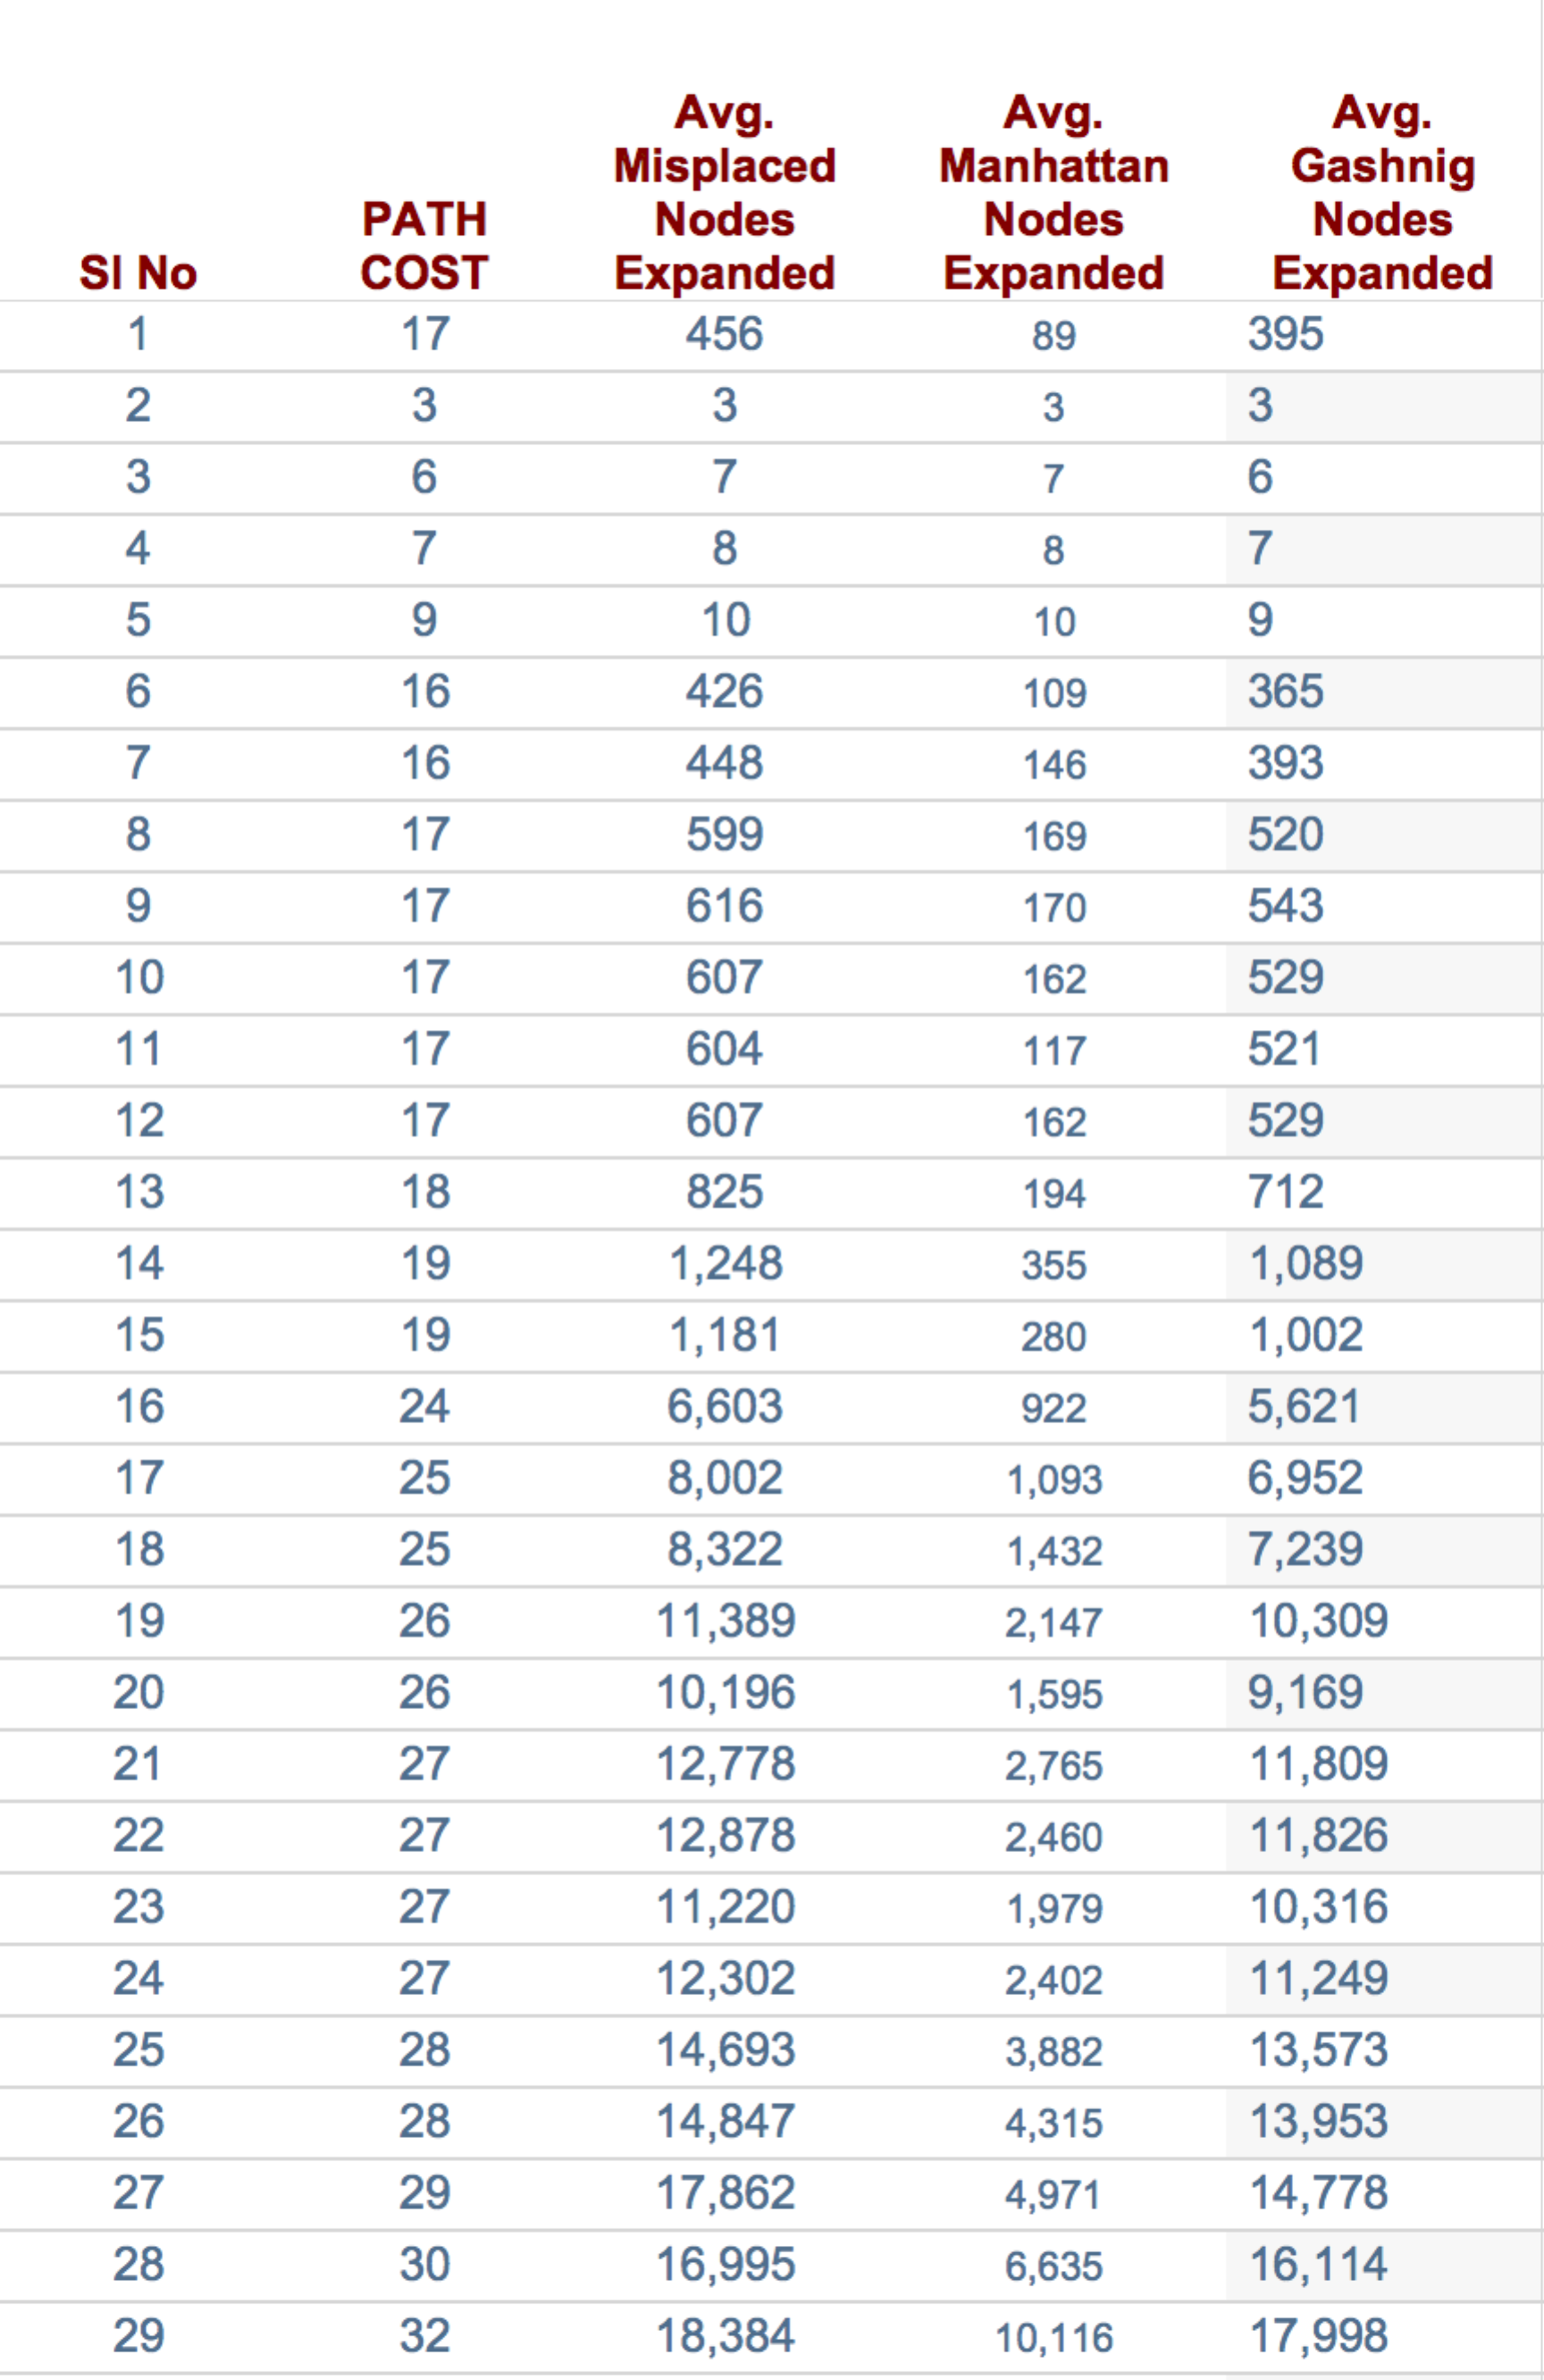 Sl No PATH COST Avg. Misplaced Nodes Expanded Avg. Manhattan Nodes Expanded Avg. Gashnig Nodes Expanded
1 17 456 89 395
2 3 3 3 3
3 6 7 7 6
4 7 8 8 7
5 9 10 10 9
6 16 426 109 365
7 16 448 146 393
8 17 599 169 520
9 17 616 170 543
10 17 607 162 529
11 17 604 117 521
12 17 607 162 529
13 18 825 194 712
14 19 1,248 355 1,089
15 19 1,181 280 1,002
16 24 6,603 922 5,621
17 25 8,002 1,093 6,952
18 25 8,322 1,432 7,239
19 26 11,389 2,147 10,309
20 26 10,196 1,595 9,169
21 27 12,778 2,765 11,809
22 27 12,878 2,460 11,826
23 27 11,220 1,979 10,316
24 27 12,302 2,402 11,249
25 28 14,693 3,882 13,573
26 28 14,847 4,315 13,953
27 29 17,862 4,971 14,778
28 30 16,995 6,635 16,114
29 32 18,384 10,116 17,998